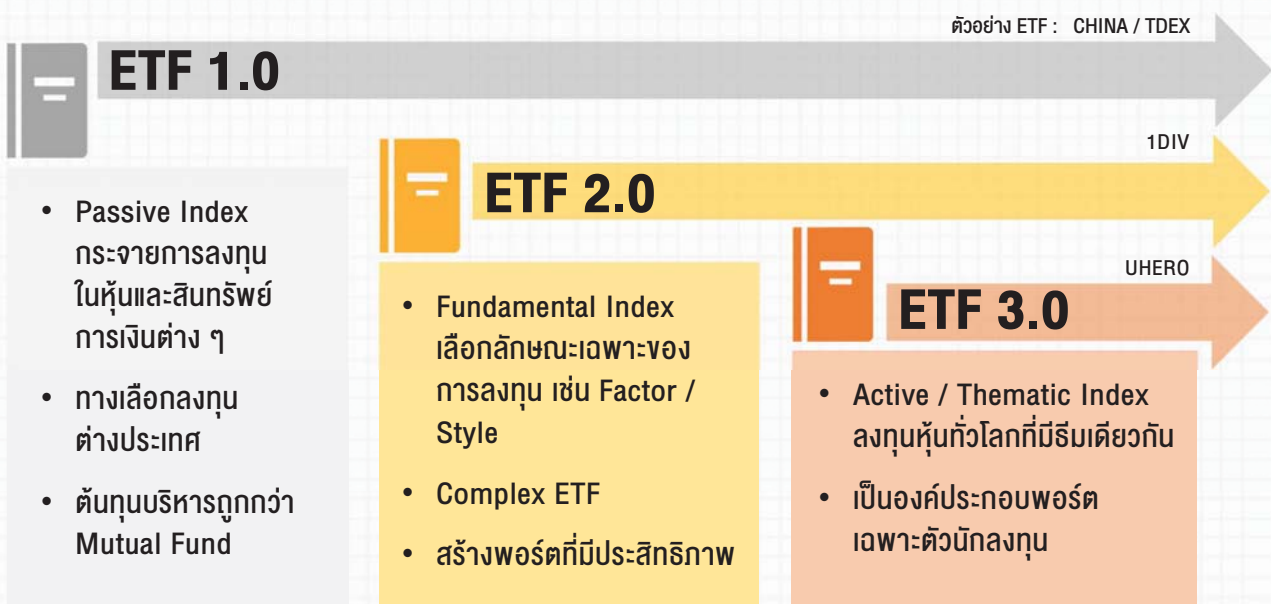 ตัวอย่าง ETF : CHINA / TDEX
ETF 1.0
• Passive Index
กระจายการลงทุน
ในหุ้นและสินทรัพย์
การเงินต่าง ๆ
• ทางเลือกลงทุน
ต่างประเทศ
• ต้นทุนบริหารถูกกว่า
Mutual Fund
1DIV
ETF 2.0
• Fundamental Index
เลือกลักษณะเฉพาะของ
การลงทุน เช่น Factor /
Style
• Complex ETF
• สร้างพอร์ตที่มีประสิทธิภาพ
UHERO
ETF 3.0
• Active / Thematic Index
ลงทุนหุ้นทั่วโลกที่มีธีมเดียวกัน
• เป็นองค์ประกอบพอร์ต
เฉพาะตัวนักลงทุน